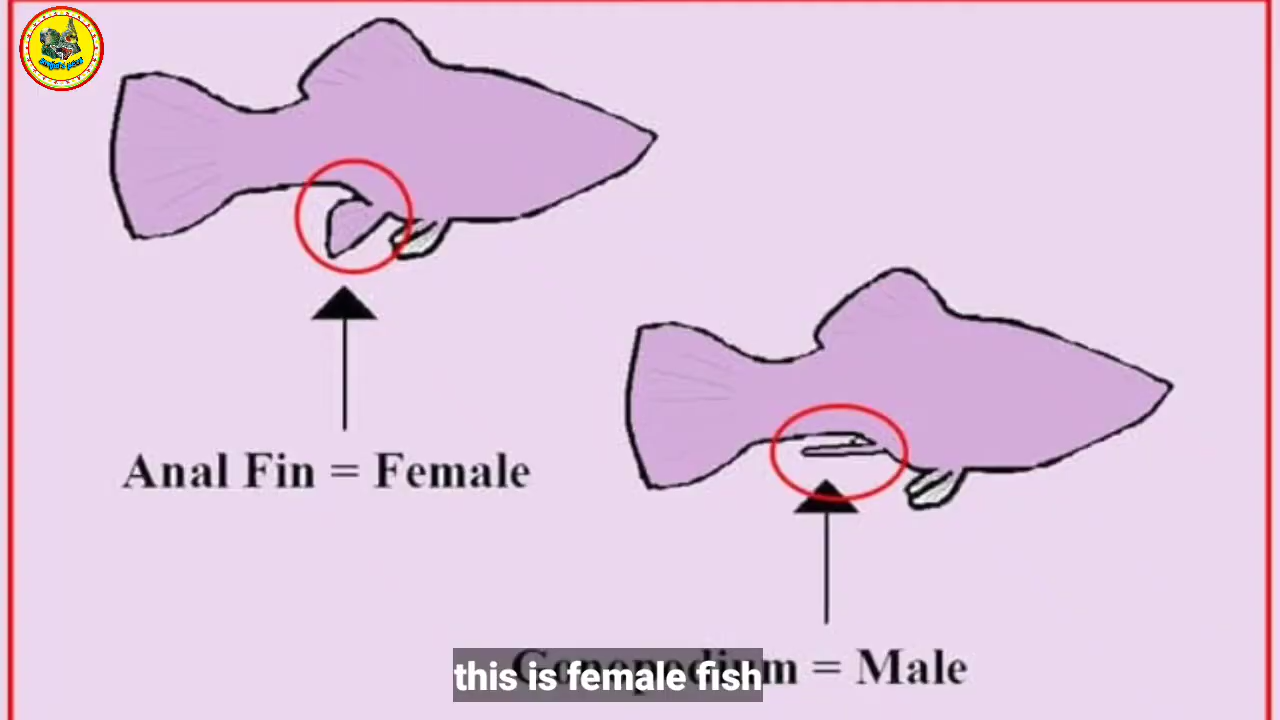 Anal Fin = Female
= Male
this is female fish